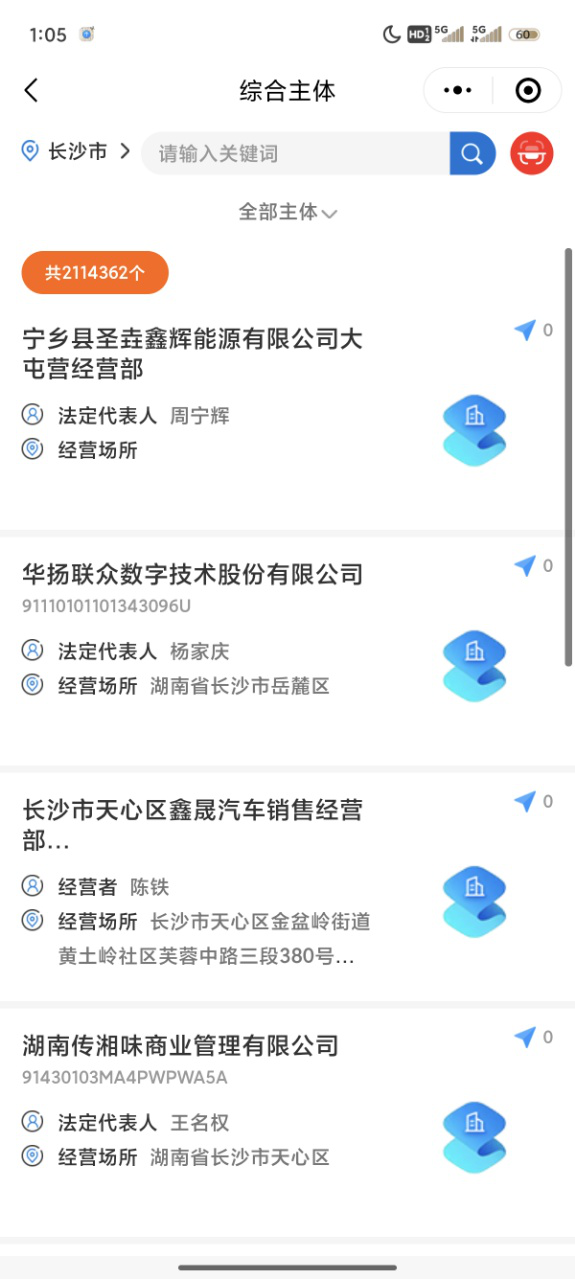 1:05
HD 1 2 5G 5G 60
综合主体
长沙市
请输入关键词
全部主体
共2114362个
宁乡县圣垚鑫辉能源有限公司大
屯营经营部
0
法定代表人 周宁辉
经营场所
华扬联众数字技术股份有限公司
0
91110101101343096U
法定代表人 杨家庆
经营场所 湖南省长沙市岳麓区
长沙市天心区鑫晟汽车销售经营
部...
0
经营者 陈铁
经营场所 长沙市天心区金盆岭街道
黄土岭社区芙蓉中路三段380号...
湖南传湘味商业管理有限公司
0
91430103MA4PWPWA5A
法定代表人 王名权
经营场所 湖南省长沙市天心区